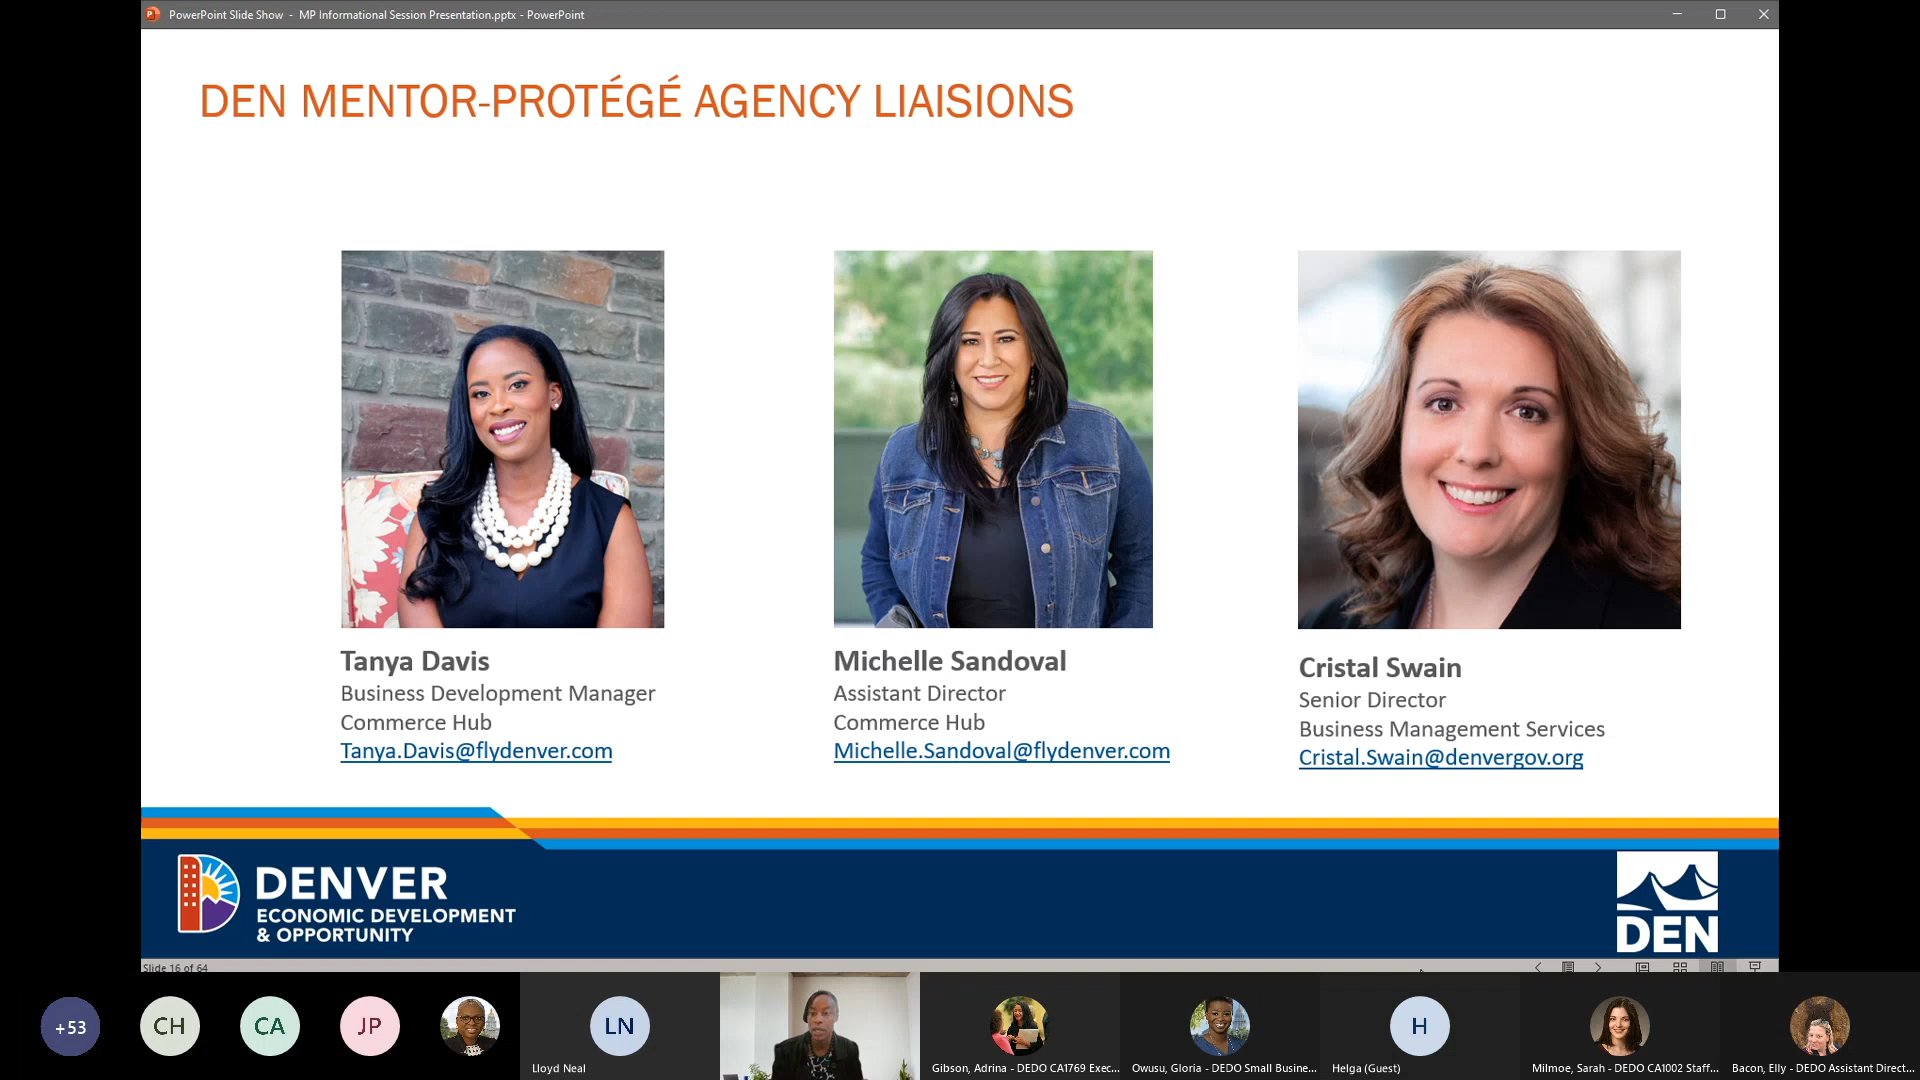 PowerPoint Slide Show - MP Informational Session Presentation.pptx - PowerPoint
DEN MENTOR-PROTÉGÉ AGENCY LIAISIONS
Tanya Davis
Business Development Manager
Commerce Hub
Tanya.Davis@flydenver.com
Michelle Sandoval
Assistant Director
Commerce Hub
Michelle.Sandoval@flydenver.com
Cristal Swain
Senior Director
Business Management Services
Cristal.Swain@denvergov.org
DENVER
ECONOMIC DEVELOPMENT
& OPPORTUNITY
DEN
Slide 16 of 64
+53
CH
CA
JP
LN
Lloyd Neal
Gibson, Adrina - DEDO CA1769 Exec...
Owusu, Gloria - DEDO Small Busine...
H
Helga (Guest)
Milmoe, Sarah - DEDO CA1002 Staff...
Bacon, Elly - DEDO Assistant Direct...